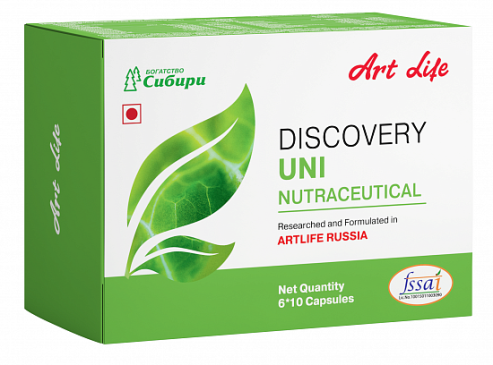 Art Life
БОГАТСТВО
Сибири
Art Life
DISCOVERY
UNI
NUTRACEUTICAL
Researched and Formulated in
ARTLIFE RUSSIA
Net Quantity
6*10 Capsules
fssai